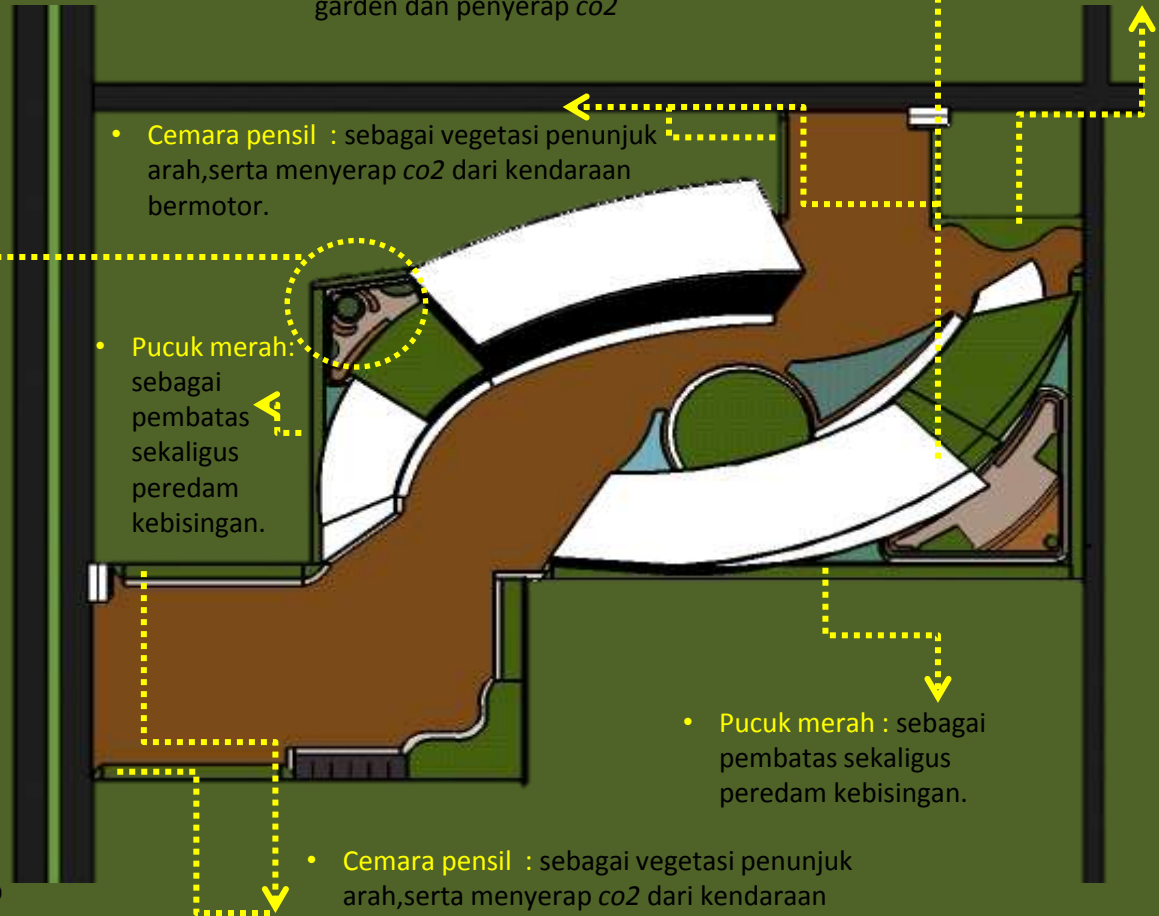 garden dan penyerap co2
• Cemara pensil : sebagai vegetasi penunjuk
arah,serta menyerap co2 dari kendaraan
bermotor.
• Pucuk merah:
sebagai
pembatas
sekaligus
peredam
kebisingan.
• Pucuk merah : sebagai
pembatas sekaligus
peredam kebisingan.
• Cemara pensil : sebagai vegetasi penunjuk
arah,serta menyerap co2 dari kendaraan